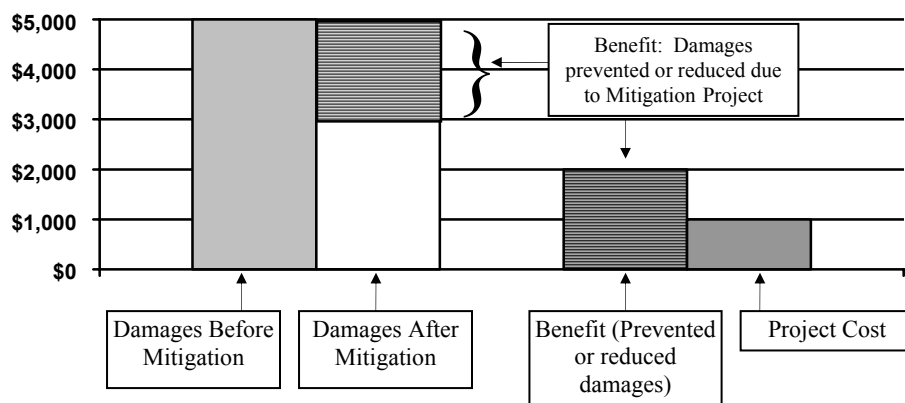 $5,000
$4,000
$3,000
$2,000
$1,000
$0
Benefit: Damages
prevented or reduced due
to Mitigation Project
Damages Before
Mitigation
Damages After
Mitigation
Benefit (Prevented
or reduced
damages)
Project Cost